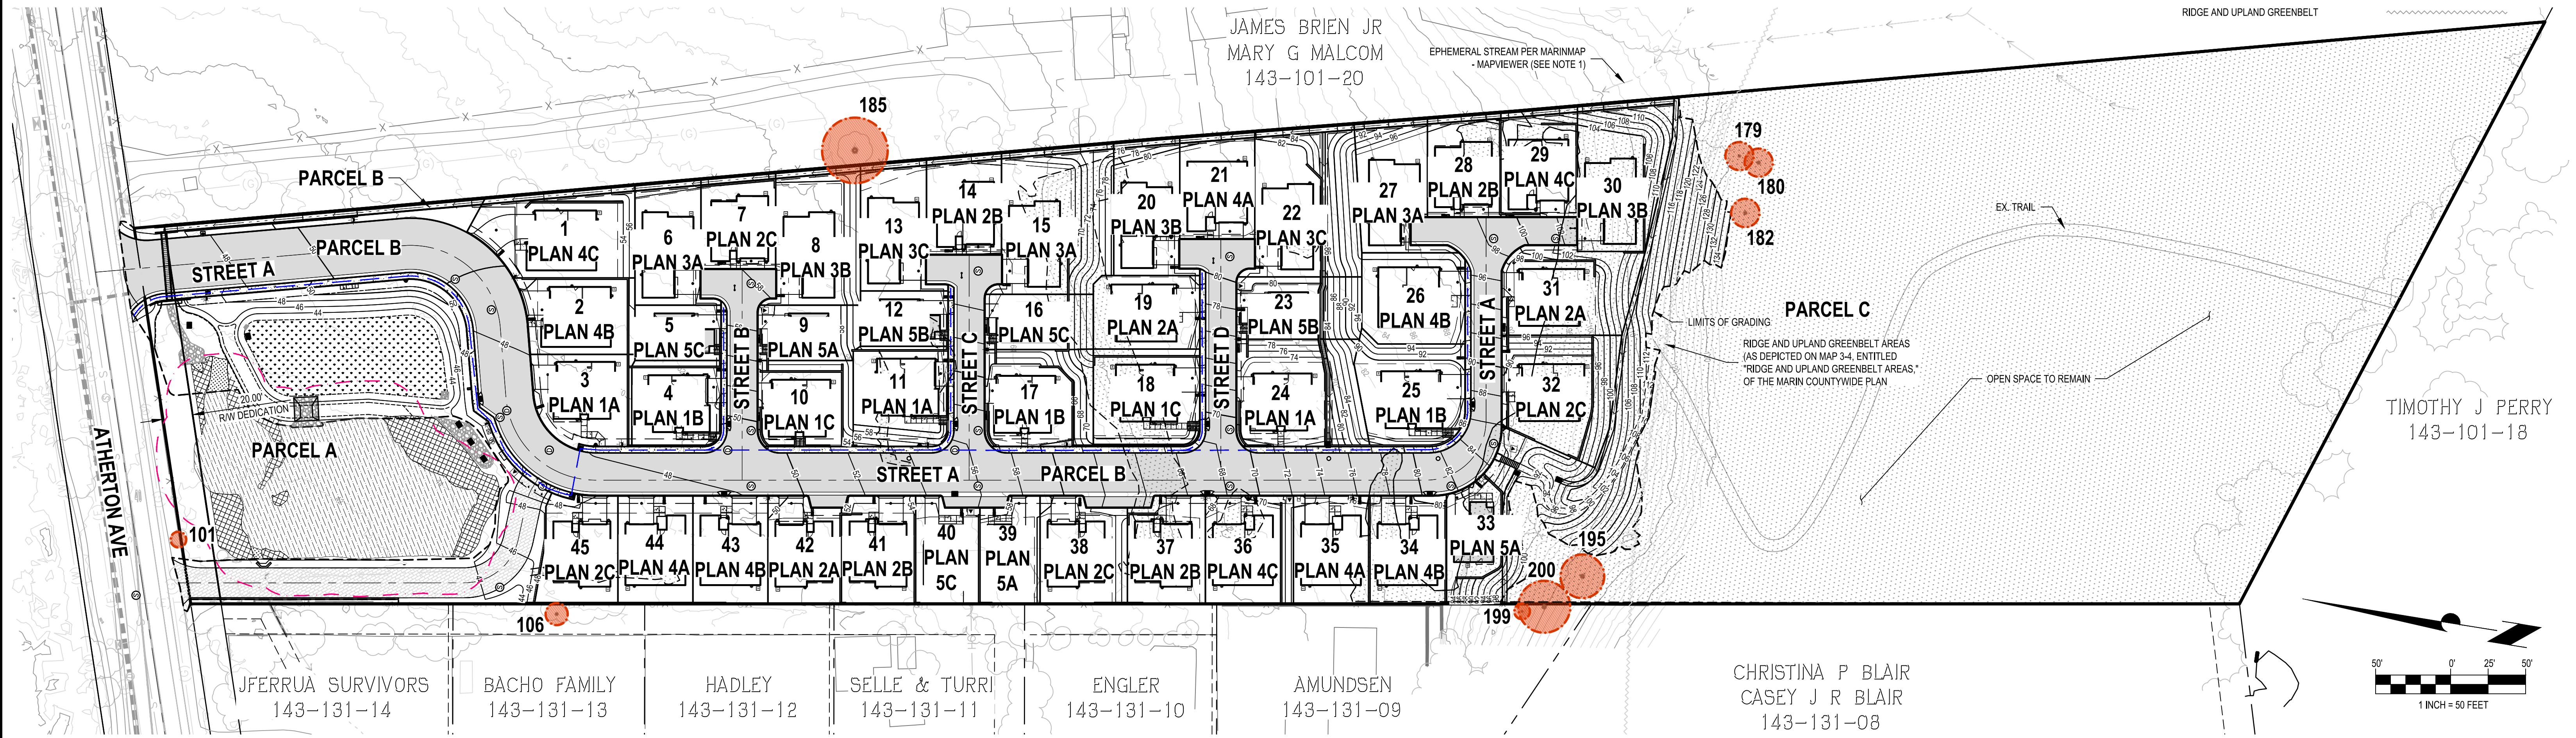 RIDGE AND UPLAND GREENBELT
JAMES BRIEN JR
MARY G MALCOM
143-101-20
EPHEMERAL STREAM PER MARINMAP
- MAPVIEWER (SEE NOTE 1)
185
179
180
182
PARCEL B
PARCEL B
STREET A
1
PLAN 4C
2
PLAN 4B
3
PLAN 1A
4
PLAN 1B
5
PLAN 5C
6
PLAN 3A
7
PLAN 2C
8
PLAN 3B
9
PLAN 5A
10
PLAN 1C
11
PLAN 1A
12
PLAN 5B
13
PLAN 3C
14
PLAN 2B
15
PLAN 3A
16
PLAN 5C
17
PLAN 1B
18
PLAN 1C
19
PLAN 2A
20
PLAN 3B
21
PLAN 4A
22
PLAN 3C
23
PLAN 5B
24
PLAN 1A
25
PLAN 1B
26
PLAN 4B
27
PLAN 3A
28
PLAN 2B
29
PLAN 4C
30
PLAN 3B
31
PLAN 2A
32
PLAN 2C
STREET B
STREET C
STREET D
STREET A
EX. TRAIL
PARCEL C
LIMITS OF GRADING
RIDGE AND UPLAND GREENBELT AREAS
(AS DEPICTED ON MAP 3-4, ENTITLED
"RIDGE AND UPLAND GREENBELT AREAS,"
OF THE MARIN COUNTYWIDE PLAN
OPEN SPACE TO REMAIN
TIMOTHY J PERRY
143-101-18
20.00'
R/W DEDICATION
PARCEL A
ATHERTON AVE
101
STREET A
PARCEL B
45
PLAN 2C
44
PLAN 4A
43
PLAN 4B
42
PLAN 2A
41
PLAN 2B
40
PLAN
5C
39
PLAN
5A
38
PLAN 2C
37
PLAN 2B
36
PLAN 4C
35
PLAN 4A
34
PLAN 4B
33
PLAN 5A
195
200
199
106
JFERRUA SURVIVORS
143-131-14
BACHO FAMILY
143-131-13
HADLEY
143-131-12
SELLE & TURRI
143-131-11
ENGLER
143-131-10
AMUNDSEN
143-131-09
CHRISTINA P BLAIR
CASEY J R BLAIR
143-131-08
50' 0' 25' 50'
1 INCH = 50 FEET